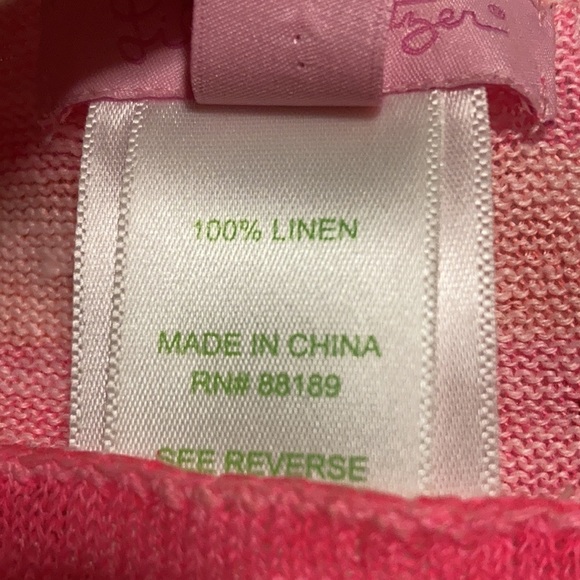 100% LINEN
MADE IN CHINA
RN# 88189
SEE REVERSE